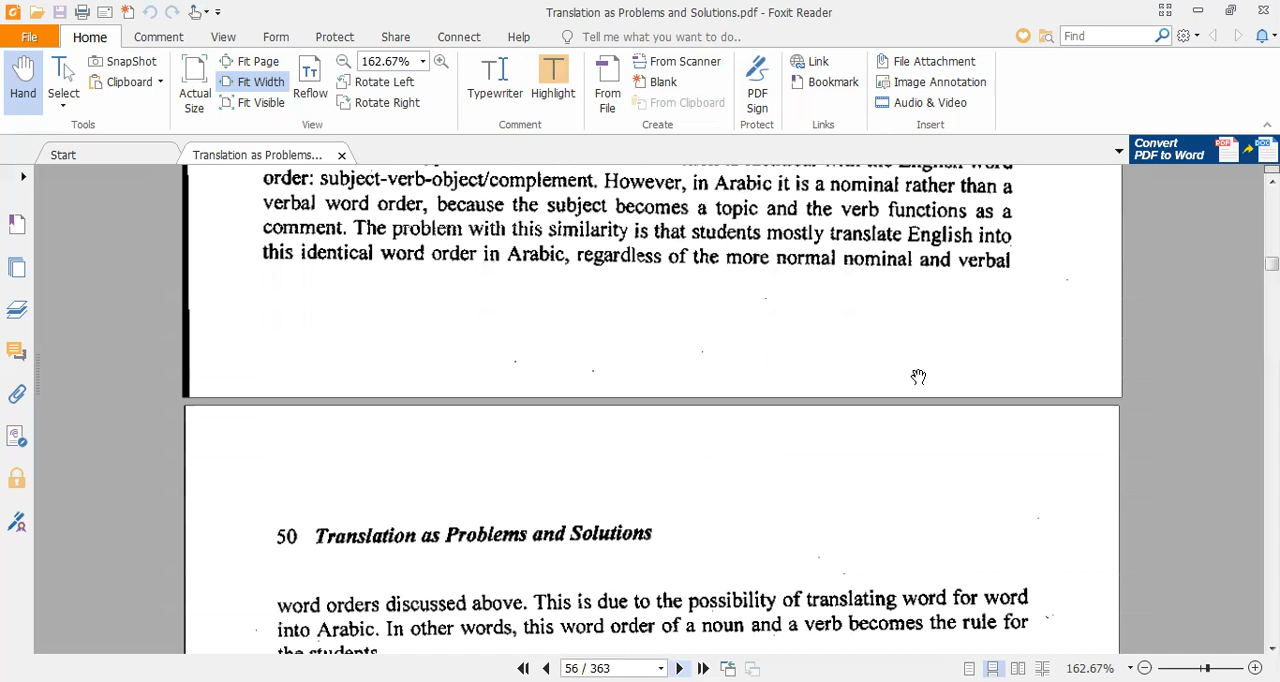 Translation as Problems and Solutions.pdf - Foxit Reader
File Home Comment View Form Protect Share Connect Help Tell me what you want to do.. Find
Hand
Select
SnapShot
Clipboard
Tools
Actual Size
Fit Page
Fit Width
Fit Visible
Reflow
162.67%
Rotate Left
Rotate Right
View
Typewriter
Highlight
Comment
From File
From Scanner
Blank
From Clipboard
Create
PDF Sign
Protect
Link
Bookmark
Links
File Attachment
Image Annotation
Audio & Video
Insert
Start
Translation as Problems...
Convert
PDF to Word
order: subject-verb-object/complement. However, in Arabic it is a nominal rather than a
verbal word order, because the subject becomes a topic and the verb functions as a
comment. The problem with this similarity is that students mostly translate English into
this identical word order in Arabic, regardless of the more normal nominal and verbal
50 Translation as Problems and Solutions
word orders discussed above. This is due to the possibility of translating word for word
into Arabic. In other words, this word order of a noun and a verb becomes the rule for
the students
56 / 363
162.67%